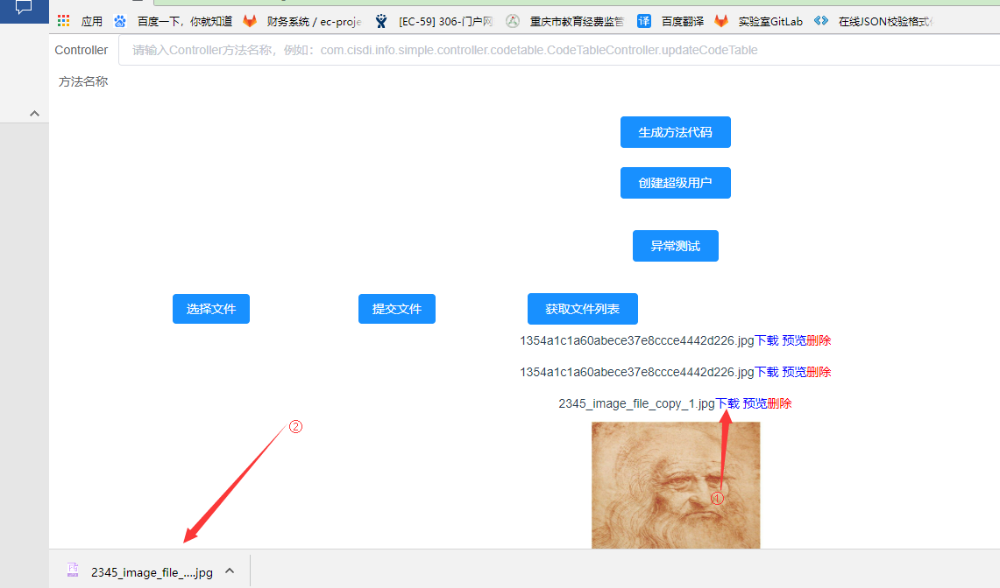 应用 百度一下，你就知道 财务系统 / ec-proje [EC-59] 306-门户网 重庆市教育经费监管 译 百度翻译 实验室GitLab 在线JSON校验格式化
Controller 请输入Controller方法名称，例如：com.cisdi.info.simple.controller.codetable.CodeTableController.updateCodeTable
方法名称
生成方法代码
创建超级用户
异常测试
选择文件 提交文件 获取文件列表
1354a1c1a60abece37e8ccce4442d226.jpg下载 预览删除
1354a1c1a60abece37e8ccce4442d226.jpg下载 预览删除
2345_image_file_copy_1.jpg下载 预览删除
②
①
2345_image_file_....jpg